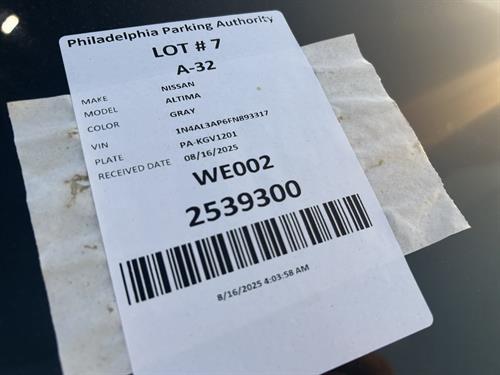 Philadelphia Parking Authority
LOT # 7
A-32
MAKE NISSAN
MODEL ALTIMA
COLOR GRAY
VIN 1N4AL3AP6FN893317
PLATE PA-KGV1201
RECEIVED DATE 08/16/2025
WE002
2539300
8/16/2025 4:03:58 AM